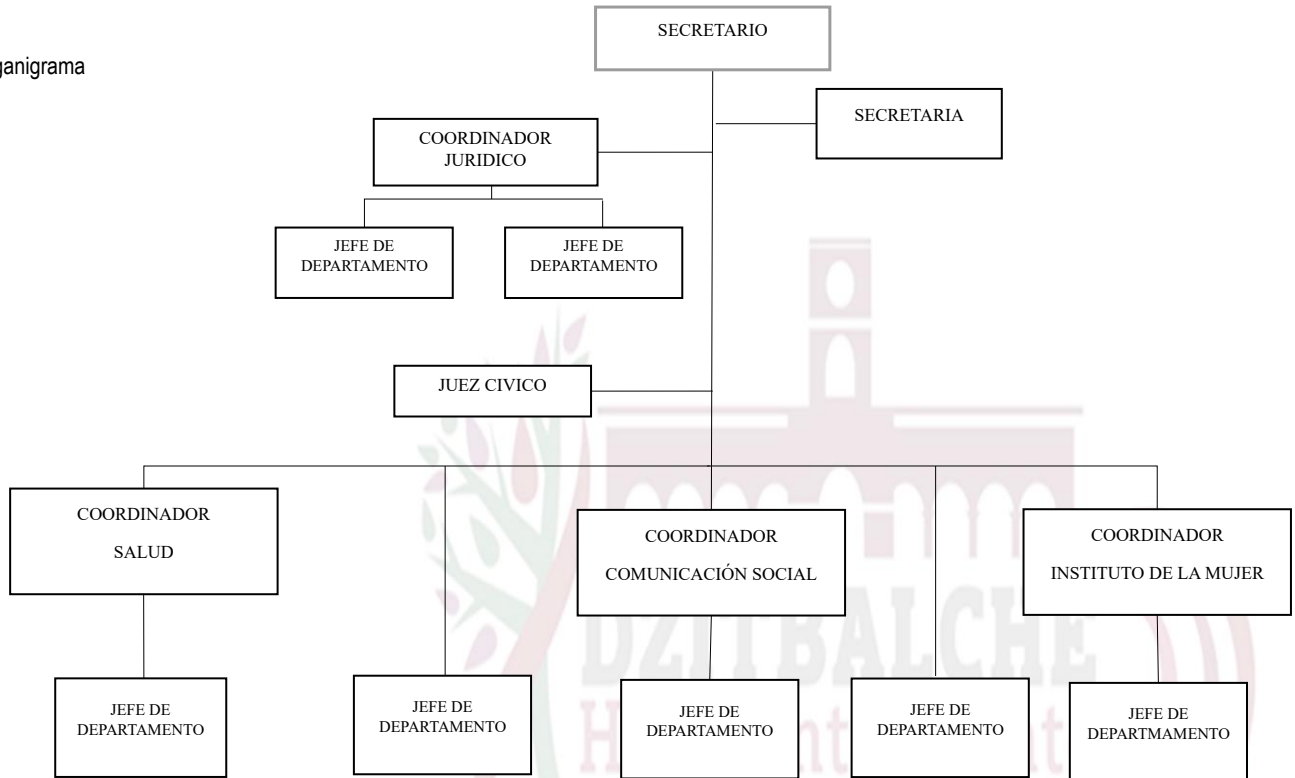 ganigrama
SECRETARIO
SECRETARIA
COORDINADOR
JURIDICO
JEFE DE
DEPARTAMENTO
JEFE DE
DEPARTAMENTO
JUEZ CIVICO
COORDINADOR
SALUD
COORDINADOR
COMUNICACIÓN SOCIAL
COORDINADOR
INSTITUTO DE LA MUJER
DZITBALCHE
JEFE DE
DEPARTAMENTO
JEFE DE
DEPARTAMENTO
JEFE DE
DEPARTAMENTO
JEFE DE
DEPARTAMENTO
JEFE DE
DEPARTMAMENTO